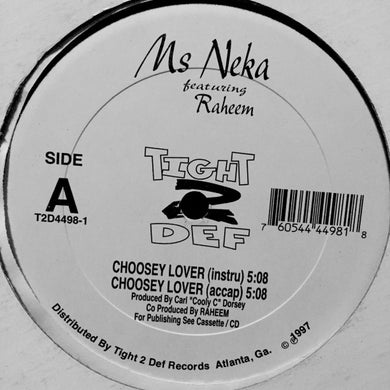 Ms Neka
featuring
Raheem
SIDE
A
T2D4498-1
TIGHT
2
DEF
7 60544 44981 8
CHOOSEY LOVER (instru) 5:08
CHOOSEY LOVER (accap) 5:08
Produced by Carl "Cooly C" Dorsey
Co Produced by RAHEEM
For Publishing See Cassette / CD
Distributed By Tight 2 Def Records Atlanta, Ga. © ℗ 1997